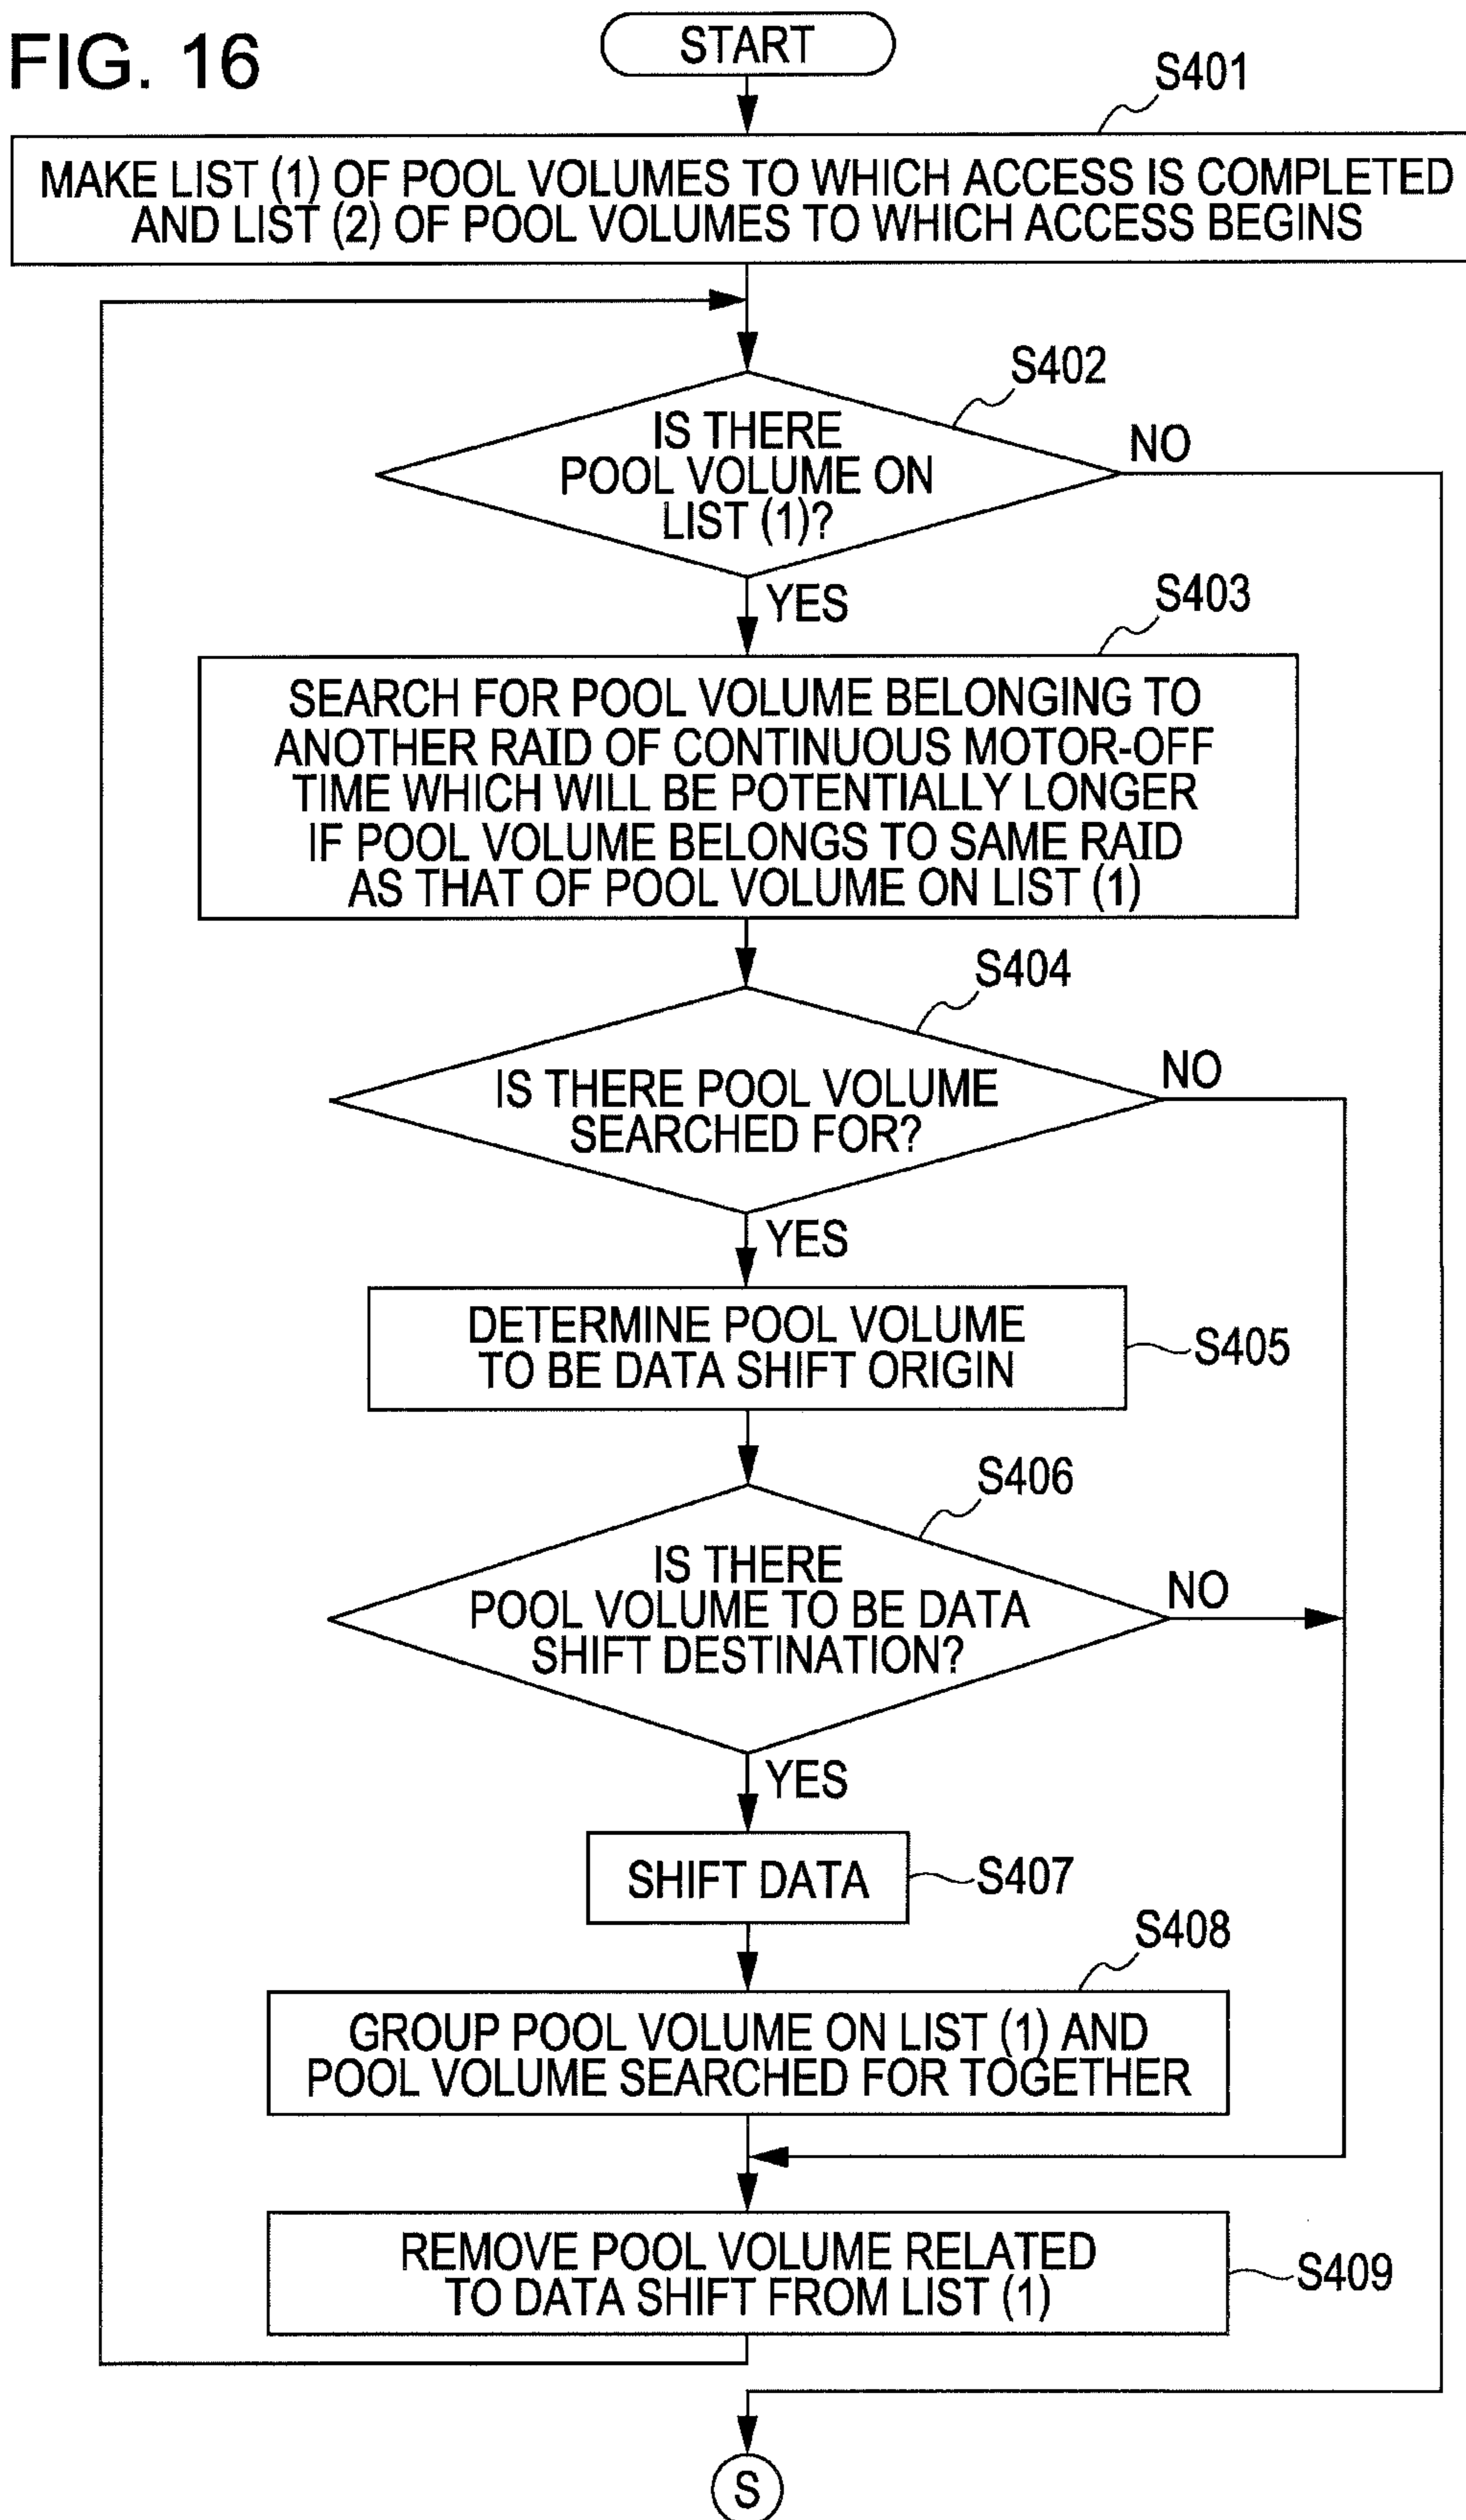 FIG. 16
START
S401
MAKE LIST (1) OF POOL VOLUMES TO WHICH ACCESS IS COMPLETED
AND LIST (2) OF POOL VOLUMES TO WHICH ACCESS BEGINS
S402
IS THERE
POOL VOLUME ON
LIST (1)?
NO
YES
S403
SEARCH FOR POOL VOLUME BELONGING TO
ANOTHER RAID OF CONTINUOUS MOTOR-OFF
TIME WHICH WILL BE POTENTIALLY LONGER
IF POOL VOLUME BELONGS TO SAME RAID
AS THAT OF POOL VOLUME ON LIST (1)
S404
IS THERE POOL VOLUME
SEARCHED FOR?
NO
YES
DETERMINE POOL VOLUME
TO BE DATA SHIFT ORIGIN
S405
S406
IS THERE
POOL VOLUME TO BE DATA
SHIFT DESTINATION?
NO
YES
SHIFT DATA
S407
S408
GROUP POOL VOLUME ON LIST (1) AND
POOL VOLUME SEARCHED FOR TOGETHER
REMOVE POOL VOLUME RELATED
TO DATA SHIFT FROM LIST (1)
S409
S